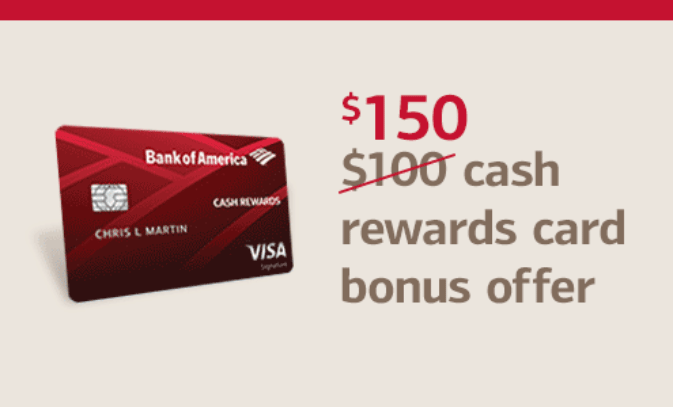 Bank of America
CASH REWARDS
CHRIS L MARTIN
VISA
Signature
$150
$100 cash
rewards card
bonus offer